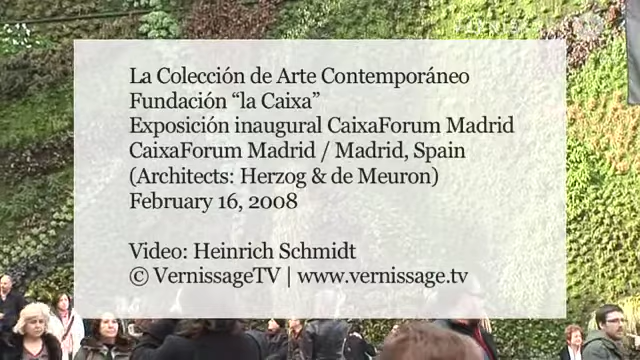 La Colección de Arte Contemporáneo
Fundación “la Caixa”
Exposición inaugural CaixaForum Madrid
CaixaForum Madrid / Madrid, Spain
(Architects: Herzog & de Meuron)
February 16, 2008
Video: Heinrich Schmidt
© VernissageTV | www.vernissage.tv